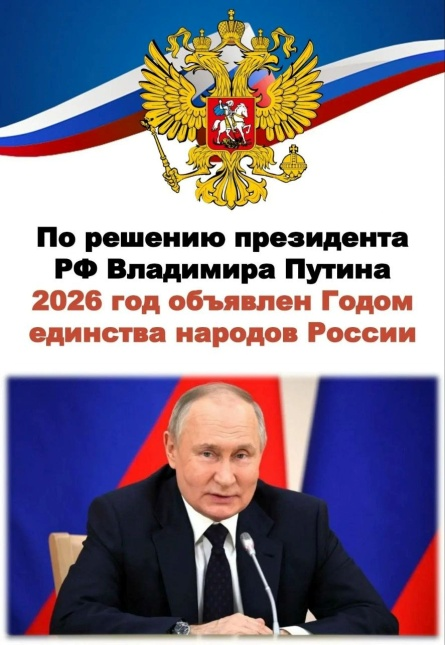 По решению президента
РФ Владимира Путина
2026 год объявлен Годом
единства народов России